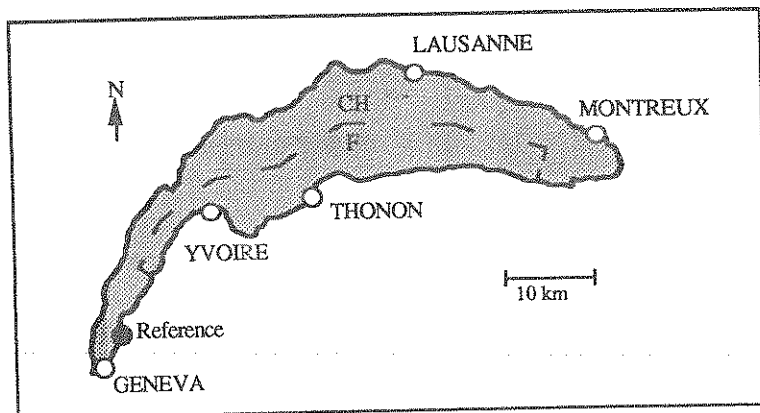 LAUSANNE
N
CH
MONTREUX
F
THONON
YVOIRE
10 km
Reference
GENEVA